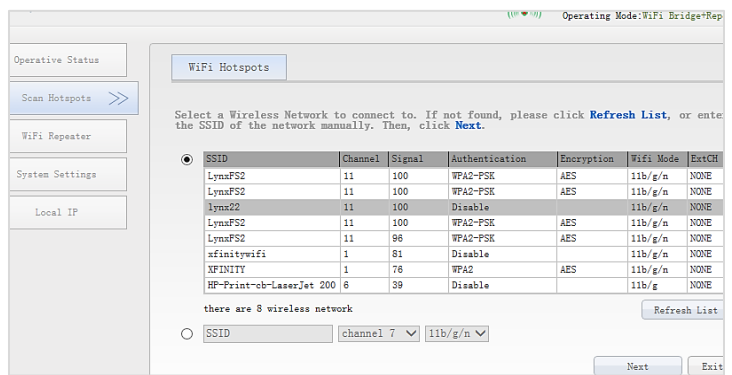 Operating Mode:WiFi Bridge+Rep
Operative Status
WiFi Hotspots
Scan Hotspots
Select a Wireless Network to connect to. If not found, please click Refresh List, or ente
the SSID of the network manually. Then, click Next.
WiFi Repeater
System Settings
Local IP
SSID Channel Signal Authentication Encryption Wifi Mode ExtCH
LynxFS2 11 100 WPA2-PSK AES 11b/g/n NONE
LynxFS2 11 100 WPA2-PSK AES 11b/g/n NONE
lynx22 11 100 Disable 11b/g/n NONE
LynxFS2 11 100 WPA2-PSK AES 11b/g/n NONE
LynxFS2 11 96 WPA2-PSK AES 11b/g/n NONE
xfinitywifi 1 81 Disable 11b/g/n NONE
XFINITY 1 76 WPA2 AES 11b/g/n NONE
HP-Print-cb-LaserJet 200 6 39 Disable 11b/g NONE
there are 8 wireless network
Refresh List
SSID channel 7 11b/g/n
Next Exit